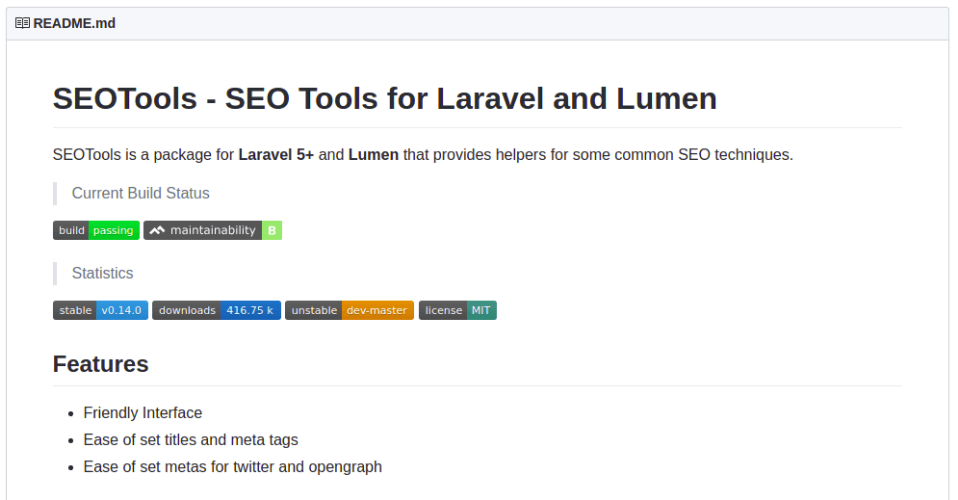 README.md
SEOTools - SEO Tools for Laravel and Lumen
SEOTools is a package for Laravel 5+ and Lumen that provides helpers for some common SEO techniques.
Current Build Status
build passing maintainability B
Statistics
stable v0.14.0 downloads 416.75 k unstable dev-master license MIT
Features
Friendly Interface
Ease of set titles and meta tags
Ease of set metas for twitter and opengraph